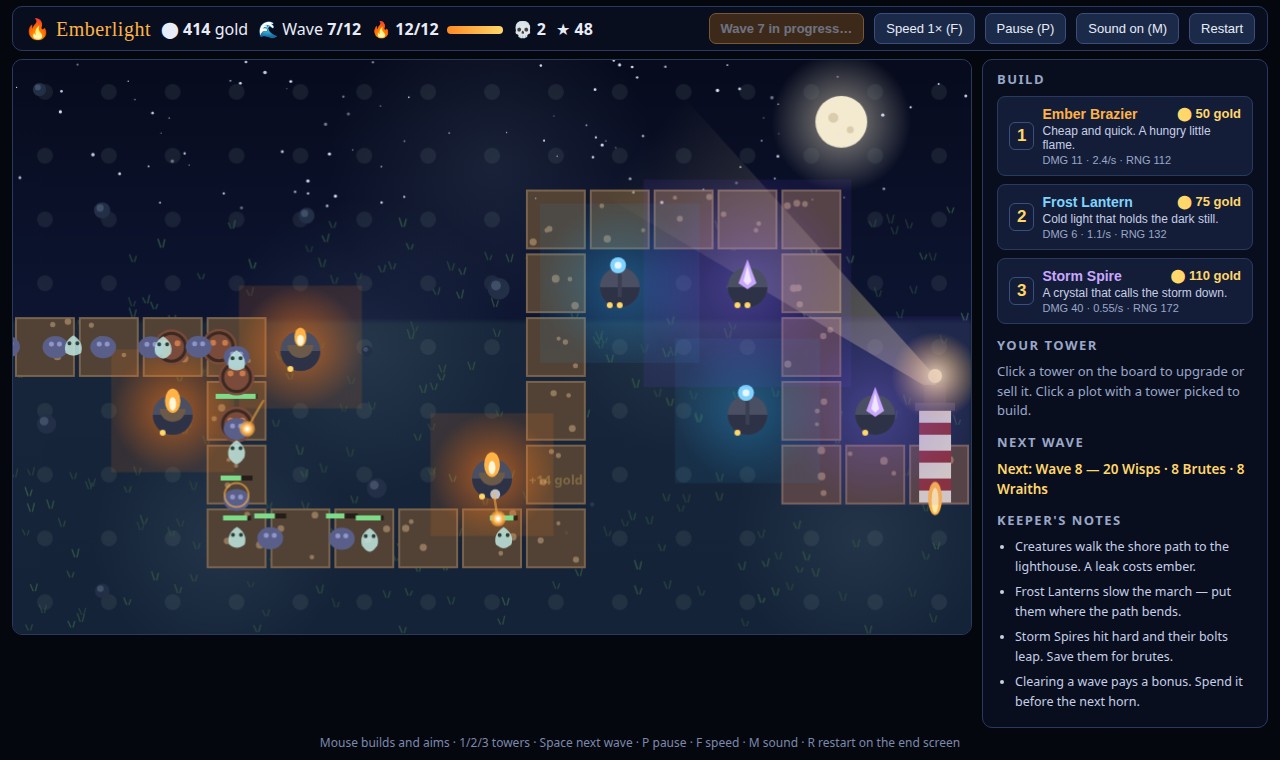 Emberlight 414 gold Wave 7/12 12/12 2 ★ 48 Wave 7 in progress… Speed 1× (F) Pause (P) Sound on (M) Restart
+14 gold
BUILD
1
Ember Brazier 50 gold
Cheap and quick. A hungry little
flame.
DMG 11 · 2.4/s · RNG 112
2
Frost Lantern 75 gold
Cold light that holds the dark still.
DMG 6 · 1.1/s · RNG 132
3
Storm Spire 110 gold
A crystal that calls the storm down.
DMG 40 · 0.55/s · RNG 172
YOUR TOWER
Click a tower on the board to upgrade or
sell it. Click a plot with a tower picked to
build.
NEXT WAVE
Next: Wave 8 — 20 Wisps · 8 Brutes · 8
Wraiths
KEEPER'S NOTES
• Creatures walk the shore path to the
lighthouse. A leak costs ember.
• Frost Lanterns slow the march — put
them where the path bends.
• Storm Spires hit hard and their bolts
leap. Save them for brutes.
• Clearing a wave pays a bonus. Spend it
before the next horn.
Mouse builds and aims · 1/2/3 towers · Space next wave · P pause · F speed · M sound · R restart on the end screen